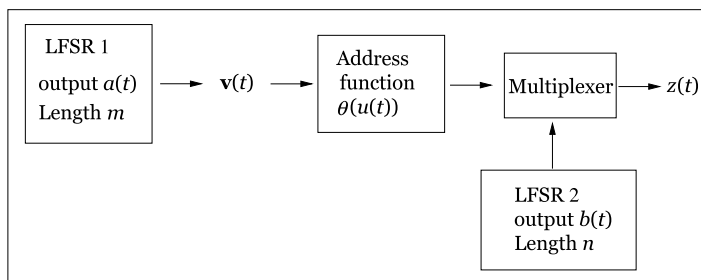 LFSR 1
output a(t)
Length m
v(t)
Address
function
θ(u(t))
Multiplexer
z(t)
LFSR 2
output b(t)
Length n